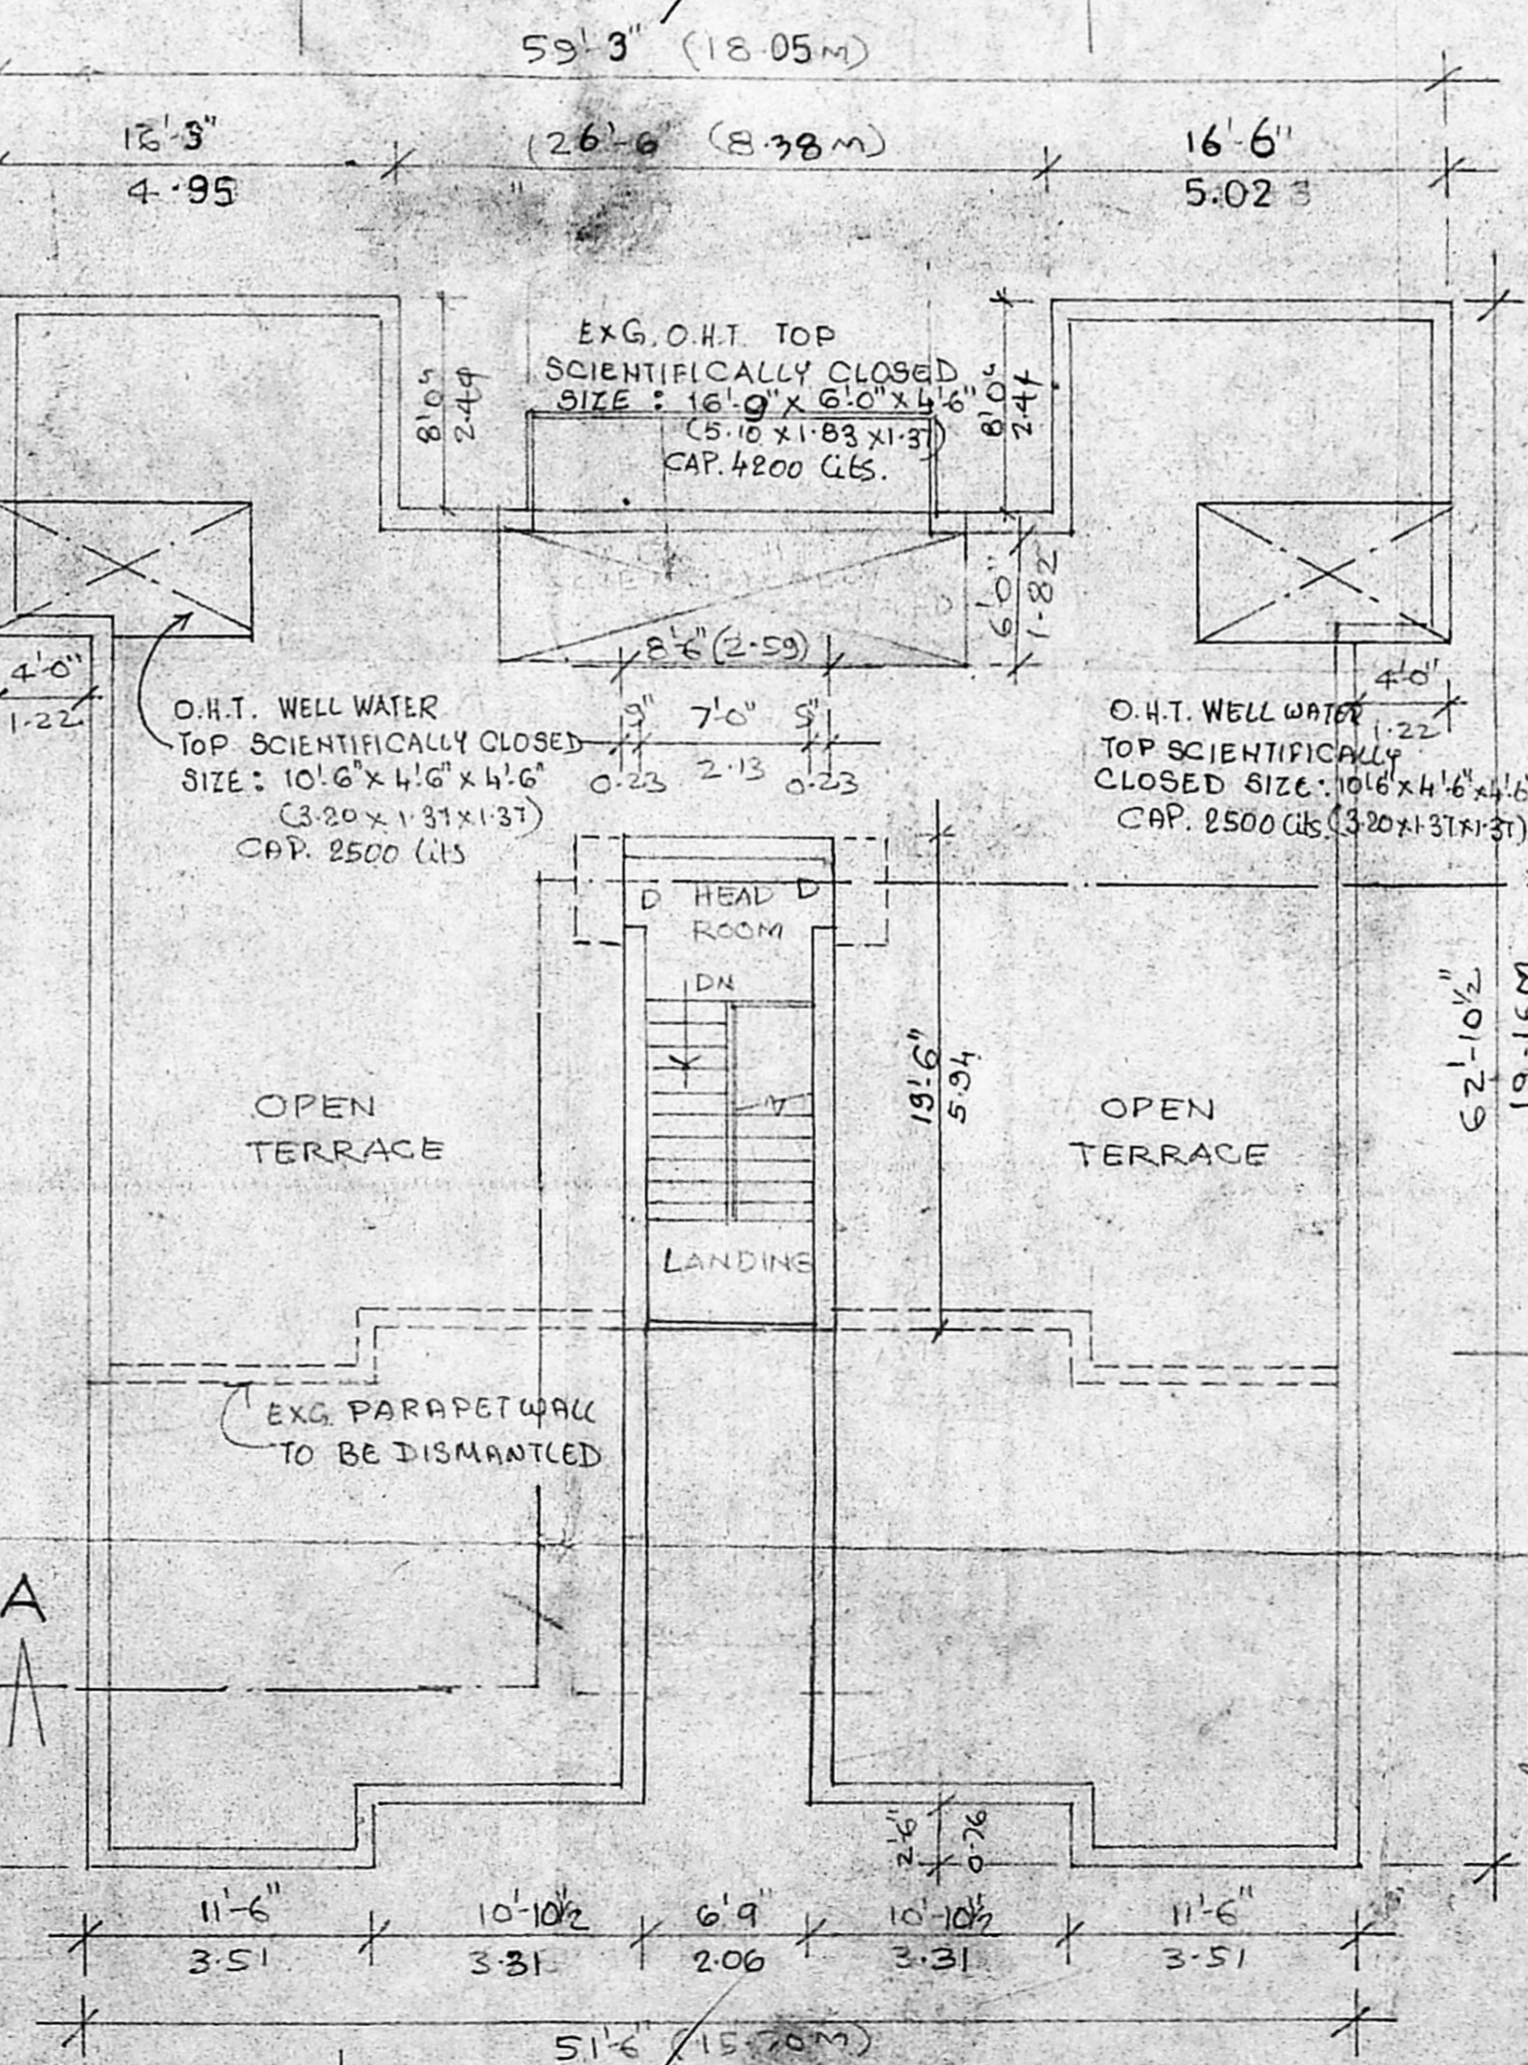 59'-3" (18.05M)
16'-3"
26'-6" (8.38M)
16'-6"
4.95
5.02
EXG. O.H.T. TOP
SCIENTIFICALLY CLOSED
SIZE : 16'-9" X 6'0" X 4'6"
(5.10 X 1.83 X 1.37)
CAP. 4200 Lits.
8'0"
2.44
8'0"
2.44
6'0"
1.82
8'6" (2.59)
4'-0"
1.22
4'-0"
1.22
O.H.T. WELL WATER
TOP SCIENTIFICALLY CLOSED
SIZE : 10'.6" X 4'.6" X 4'.6"
(3.20 X 1.37 X 1.37)
CAP. 2500 Lits
9" 7'0" 9"
0.23 2.13 0.23
O.H.T. WELL WATER
TOP SCIENTIFICALLY
CLOSED SIZE : 10'6" X 4'.6" X 4'.6"
CAP. 2500 Lits. (3.20 X 1.37 X 1.37)
D HEAD D
ROOM
DN
19'-6"
5.94
62'-10½"
OPEN
TERRACE
OPEN
TERRACE
LANDING
EXG. PARAPET WALL
TO BE DISMANTLED
A
2'6"
0.76
11'-6" 10'-10½ 6'9" 10'-10½ 11'-6"
3.51 3.31 2.06 3.31 3.51
51'6" (15.70M)